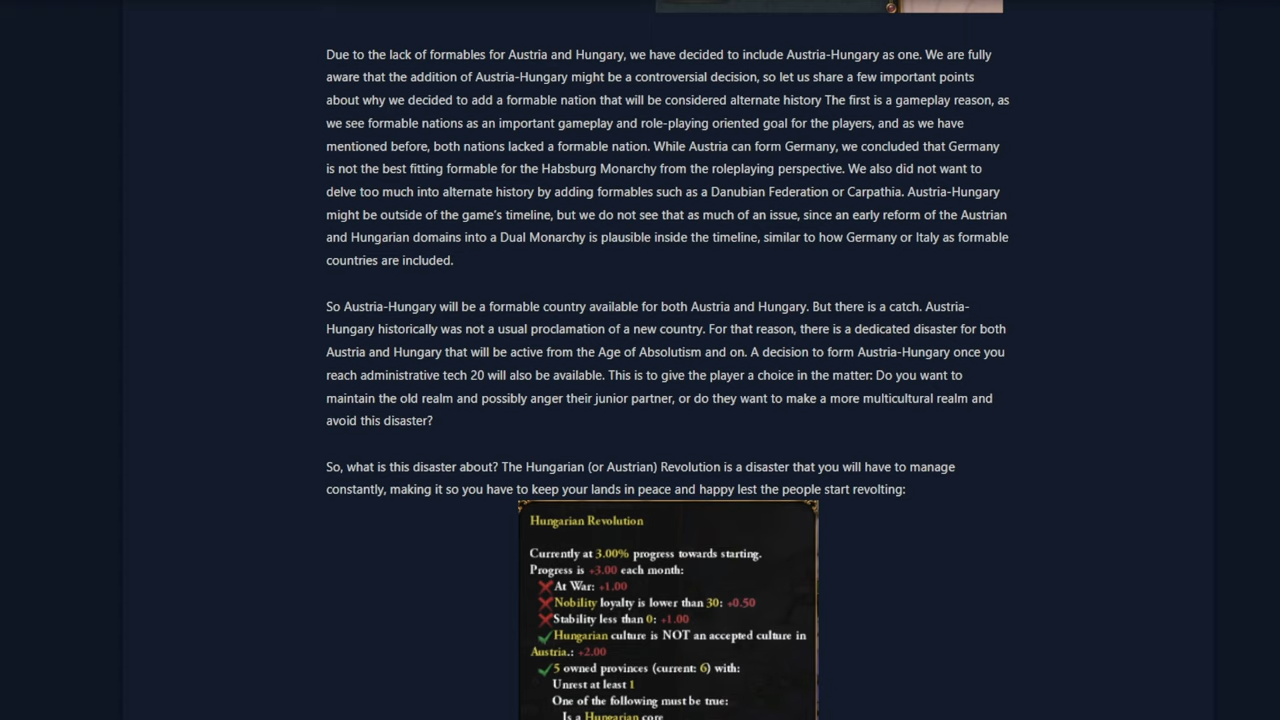 Due to the lack of formables for Austria and Hungary, we have decided to include Austria-Hungary as one. We are fully
aware that the addition of Austria-Hungary might be a controversial decision, so let us share a few important points
about why we decided to add a formable nation that will be considered alternate history The first is a gameplay reason, as
we see formable nations as an important gameplay and role-playing oriented goal for the players, and as we have
mentioned before, both nations lacked a formable nation. While Austria can form Germany, we concluded that Germany
is not the best fitting formable for the Habsburg Monarchy from the roleplaying perspective. We also did not want to
delve too much into alternate history by adding formables such as a Danubian Federation or Carpathia. Austria-Hungary
might be outside of the game's timeline, but we do not see that as much of an issue, since an early reform of the Austrian
and Hungarian domains into a Dual Monarchy is plausible inside the timeline, similar to how Germany or Italy as formable
countries are included.
So Austria-Hungary will be a formable country available for both Austria and Hungary. But there is a catch. Austria-
Hungary historically was not a usual proclamation of a new country. For that reason, there is a dedicated disaster for both
Austria and Hungary that will be active from the Age of Absolutism and on. A decision to form Austria-Hungary once you
reach administrative tech 20 will also be available. This is to give the player a choice in the matter: Do you want to
maintain the old realm and possibly anger their junior partner, or do they want to make a more multicultural realm and
avoid this disaster?
So, what is this disaster about? The Hungarian (or Austrian) Revolution is a disaster that you will have to manage
constantly, making it so you have to keep your lands in peace and happy lest the people start revolting:
Hungarian Revolution
Currently at 3.00% progress towards starting.
Progress is +3.00 each month:
At War: +1.00
Nobility loyalty is lower than 30: +0.50
Stability less than 0: +1.00
Hungarian culture is NOT an accepted culture in
Austria.: +2.00
5 owned provinces (current: 6) with:
Unrest at least 1
One of the following must be true:
Is a Hungarian core